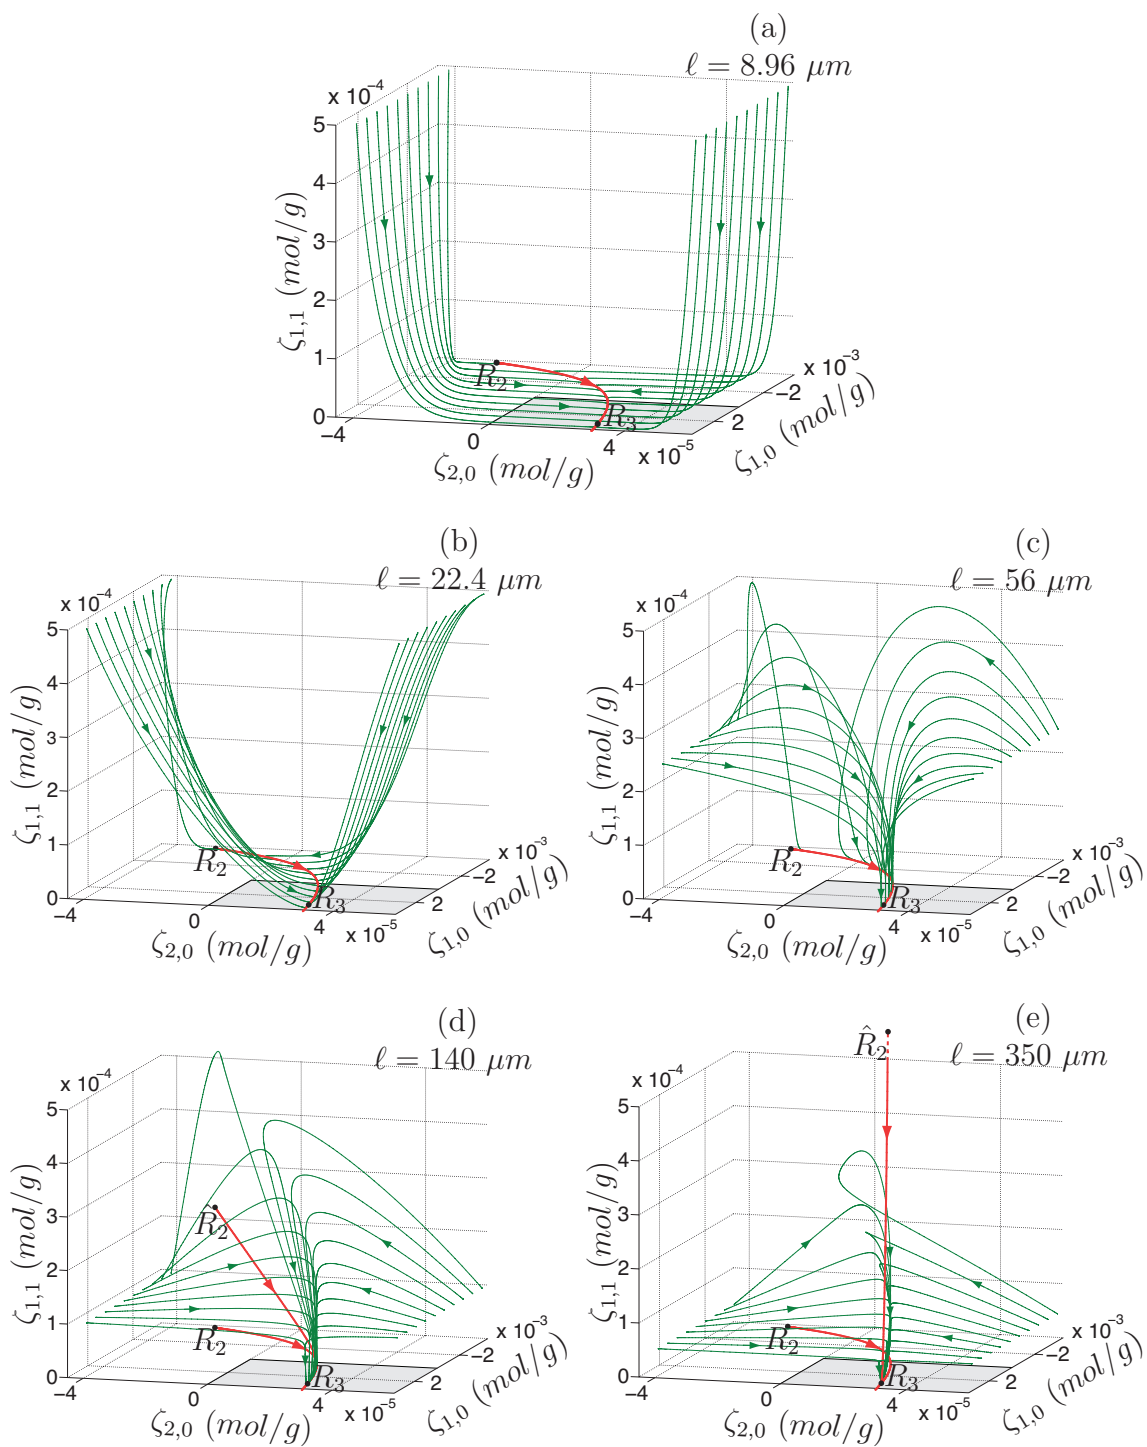 (a)
ℓ = 8.96 μm
x 10⁻⁴
5
4
3
2
1
0
ζ₁,₁ (mol/g)
−4
0
4
x 10⁻⁵
ζ₂,₀ (mol/g)
x 10⁻³
−2
2
ζ₁,₀ (mol/g)
R₂
R₃
(b)
ℓ = 22.4 μm
x 10⁻⁴
5
4
3
2
1
0
ζ₁,₁ (mol/g)
−4
0
4
x 10⁻⁵
ζ₂,₀ (mol/g)
x 10⁻³
−2
2
ζ₁,₀ (mol/g)
R₂
R₃
(c)
ℓ = 56 μm
x 10⁻⁴
5
4
3
2
1
0
ζ₁,₁ (mol/g)
−4
0
4
x 10⁻⁵
ζ₂,₀ (mol/g)
x 10⁻³
−2
2
ζ₁,₀ (mol/g)
R₂
R₃
(d)
ℓ = 140 μm
x 10⁻⁴
5
4
3
2
1
0
ζ₁,₁ (mol/g)
−4
0
4
x 10⁻⁵
ζ₂,₀ (mol/g)
x 10⁻³
−2
2
ζ₁,₀ (mol/g)
R̂₂
R₂
R₃
(e)
ℓ = 350 μm
x 10⁻⁴
5
4
3
2
1
0
ζ₁,₁ (mol/g)
−4
0
4
x 10⁻⁵
ζ₂,₀ (mol/g)
x 10⁻³
−2
2
ζ₁,₀ (mol/g)
R̂₂
R₂
R₃